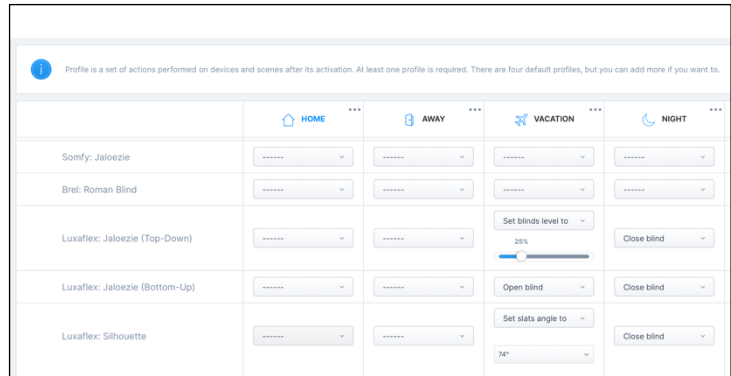 Profile is a set of actions performed on devices and scenes after its activation. At least one profile is required. There are four default profiles, but you can add more if you want to.
HOME AWAY VACATION NIGHT
Somfy: Jaloezie ------ ------ ------ ------
Brel: Roman Blind ------ ------ ------ ------
Set blinds level to
Luxaflex: Jaloezie (Top-Down) ------ ------ 25% Close blind
Luxaflex: Jaloezie (Bottom-Up) ------ ------ Open blind Close blind
Set slats angle to
Luxaflex: Silhouette ------ ------ Close blind
74°